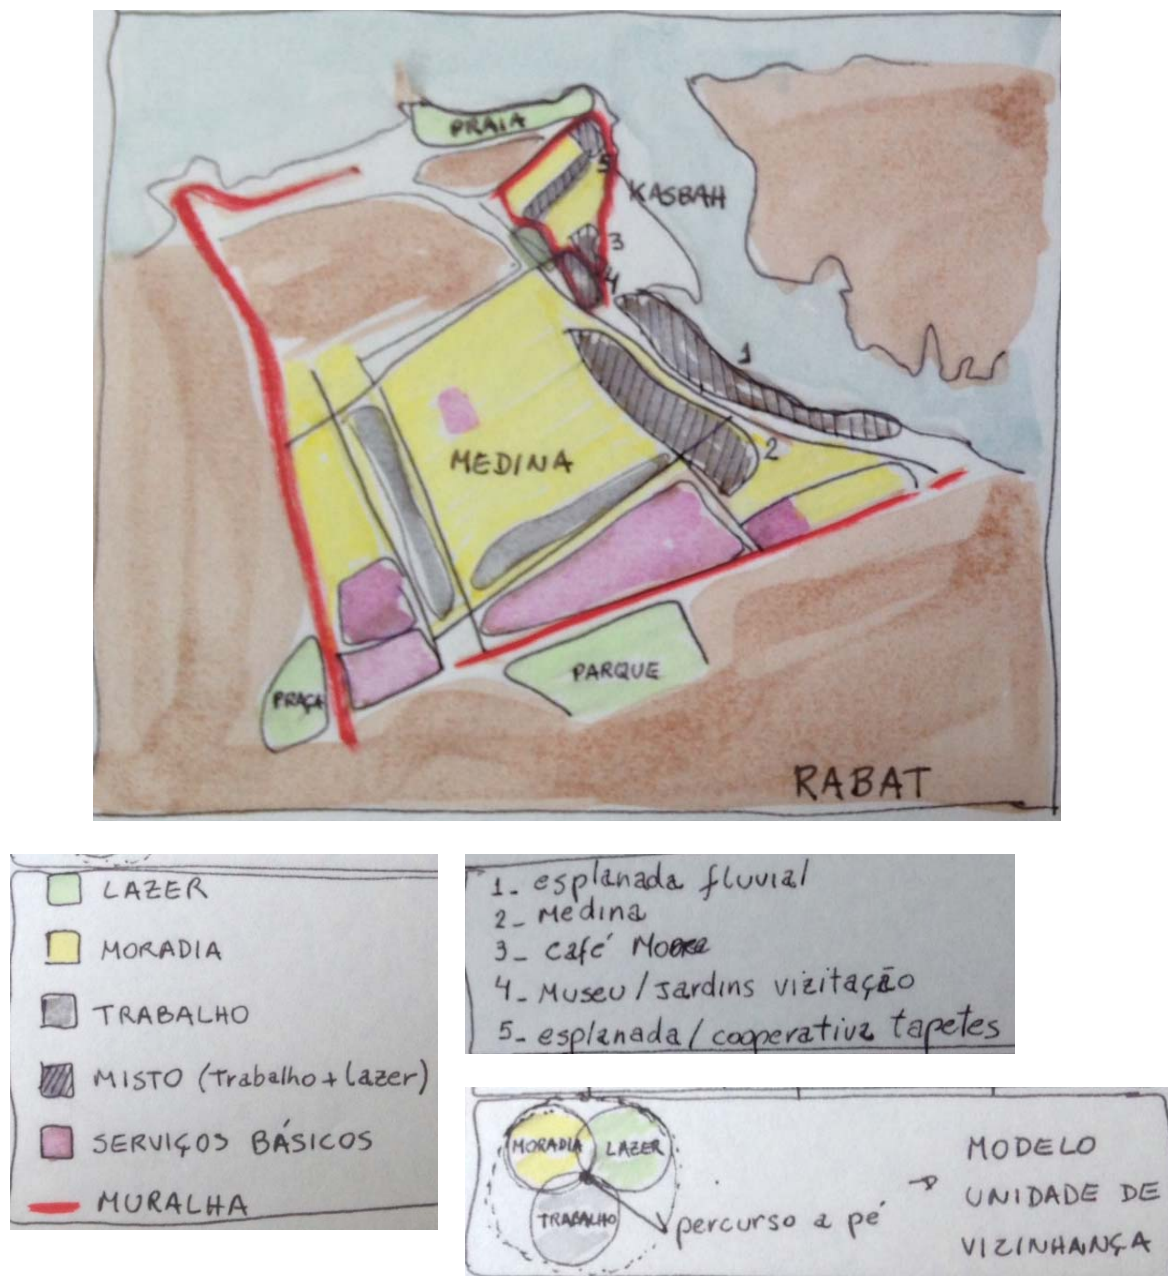 PRAIA
5
KASBAH
3
4
1
MEDINA
2
PRAÇA
PARQUE
RABAT
LAZER
MORADIA
TRABALHO
MISTO (Trabalho + lazer)
SERVIÇOS BÁSICOS
MURALHA
1_ esplanada fluvial
2_ Medina
3_ Café
4_ Museu / Jardins vizitação
5_ esplanada / cooperativa tapetes
MORADIA
LAZER
TRABALHO
percurso a pé
MODELO
UNIDADE DE
VIZINHANÇA